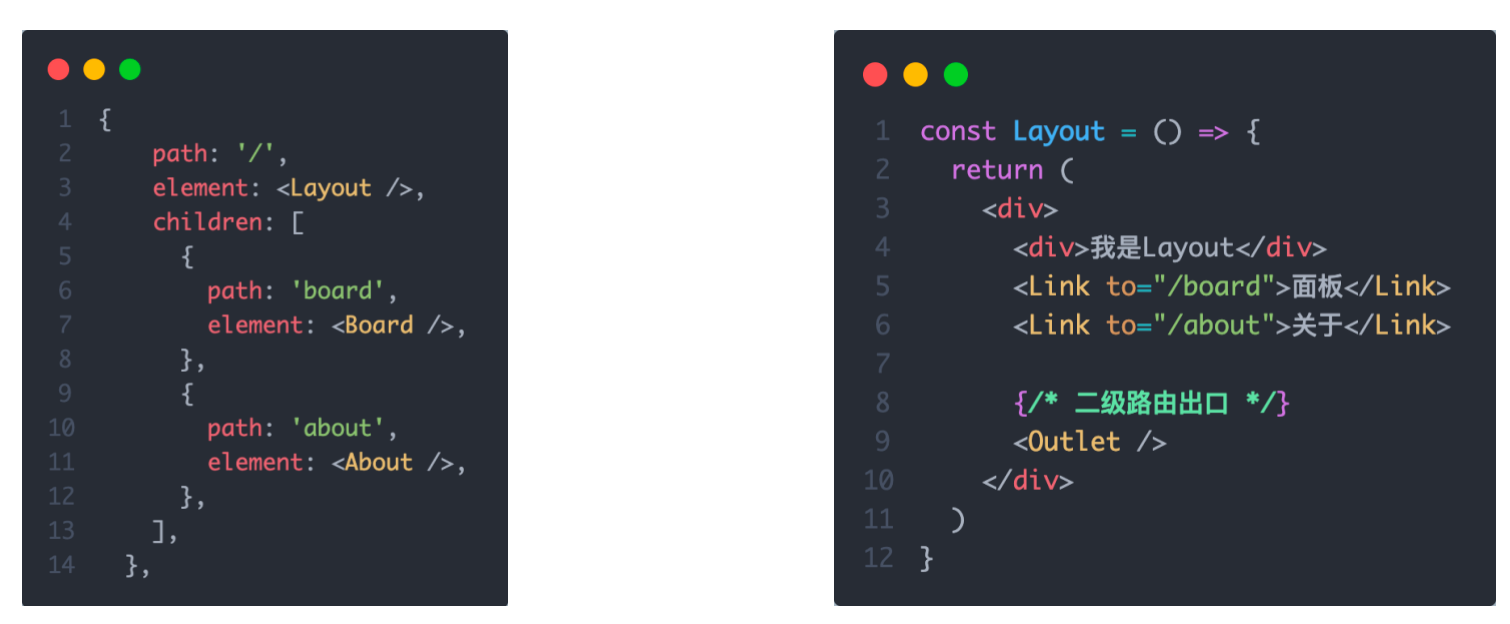 1 {
2 path: '/',
3 element: <Layout />,
4 children: [
5 {
6 path: 'board',
7 element: <Board />,
8 },
9 {
10 path: 'about',
11 element: <About />,
12 },
13 ],
14 },
1 const Layout = () => {
2 return (
3 <div>
4 <div>我是Layout</div>
5 <Link to="/board">面板</Link>
6 <Link to="/about">关于</Link>
7
8 {/* 二级路由出口 */}
9 <Outlet />
10 </div>
11 )
12 }